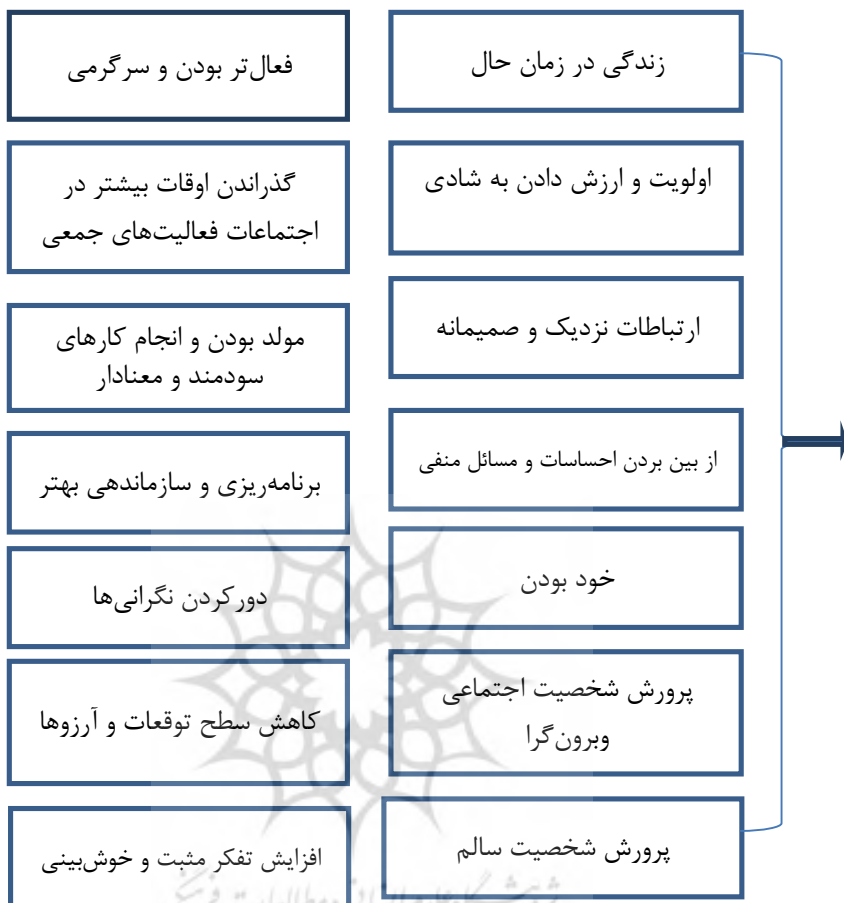 زندگی در زمان حال
اولویت و ارزش دادن به شادی
ارتباطات نزدیک و صمیمانه
از بین بردن احساسات و مسائل منفی
خود بودن
پرورش شخصیت اجتماعی
وبرون‌گرا
پرورش شخصیت سالم
فعال‌تر بودن و سرگرمی
گذراندن اوقات بیشتر در
اجتماعات فعالیت‌های جمعی
مولد بودن و انجام کارهای
سودمند و معنادار
برنامه‌ریزی و سازماندهی بهتر
دورکردن نگرانی‌ها
کاهش سطح توقعات و آرزوها
افزایش تفکر مثبت و خوش‌بینی